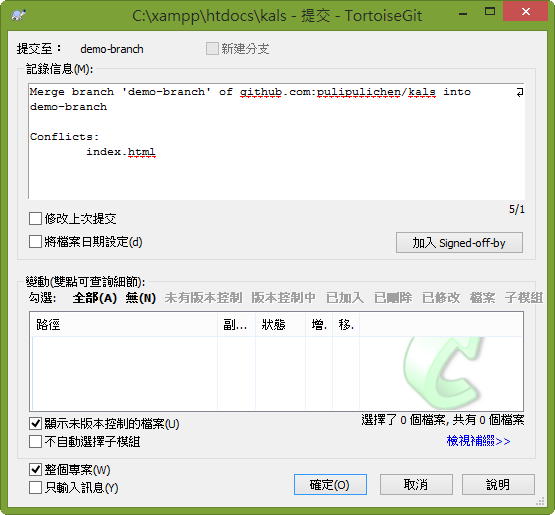 C:\xampp\htdocs\kals - 提交 - TortoiseGit
提交至： demo-branch 新建分支
記錄信息(M):
Merge branch 'demo-branch' of github.com:pulipulichen/kals into
demo-branch
Conflicts:
index.html
5/1
修改上次提交
將檔案日期設定(d)
加入 Signed-off-by
變動(雙點可查詢細節):
勾選: 全部(A) 無(N) 未有版本控制 版本控制中 已加入 已刪除 已修改 檔案 子模組
路徑 副... 狀態 增. 移.
顯示未版本控制的檔案(U)
選擇了 0 個檔案, 共有 0 個檔案
不自動選擇子模組
檢視補綴>>
整個專案(W)
只輸入訊息(Y)
確定(O) 取消 說明